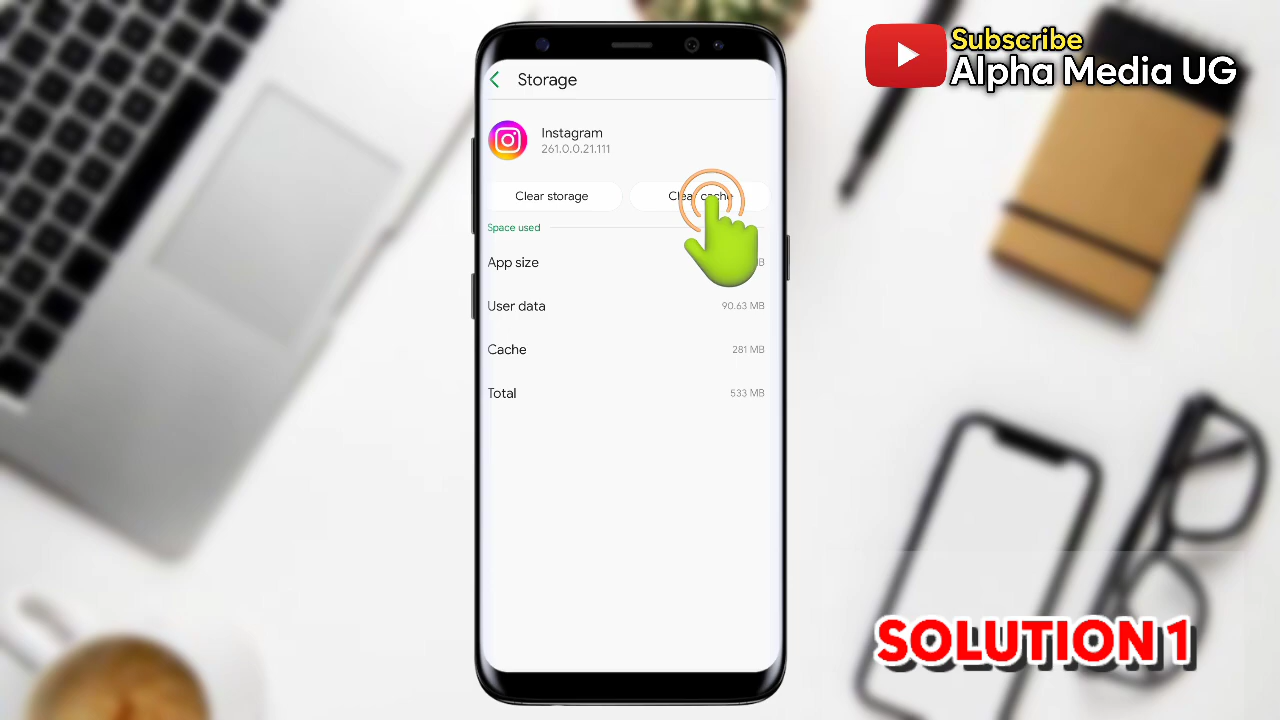 Subscribe
Alpha Media UG
Storage
Instagram
261.0.0.21.111
Clear storage
Clear cache
Space used
App size
User data
90.63 MB
Cache
281 MB
Total
533 MB
SOLUTION 1